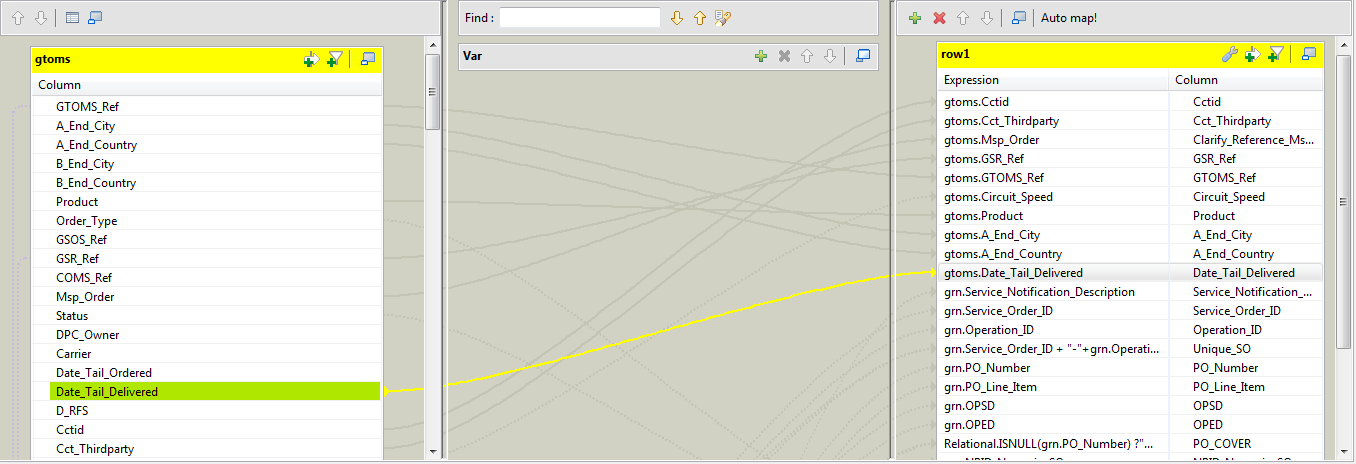 Find :
Auto map!
gtoms
Column
GTOMS_Ref
A_End_City
A_End_Country
B_End_City
B_End_Country
Product
Order_Type
GSOS_Ref
GSR_Ref
COMS_Ref
Msp_Order
Status
DPC_Owner
Carrier
Date_Tail_Ordered
Date_Tail_Delivered
D_RFS
Cctid
Cct_Thirdparty
Var
row1
Expression Column
gtoms.Cctid Cctid
gtoms.Cct_Thirdparty Cct_Thirdparty
gtoms.Msp_Order Clarify_Reference_Ms...
gtoms.GSR_Ref GSR_Ref
gtoms.GTOMS_Ref GTOMS_Ref
gtoms.Circuit_Speed Circuit_Speed
gtoms.Product Product
gtoms.A_End_City A_End_City
gtoms.A_End_Country A_End_Country
gtoms.Date_Tail_Delivered Date_Tail_Delivered
grn.Service_Notification_Description Service_Notification_...
grn.Service_Order_ID Service_Order_ID
grn.Operation_ID Operation_ID
grn.Service_Order_ID + "-"+grn.Operati... Unique_SO
grn.PO_Number PO_Number
grn.PO_Line_Item PO_Line_Item
grn.OPSD OPSD
grn.OPED OPED
Relational.ISNULL(grn.PO_Number) ?"... PO_COVER